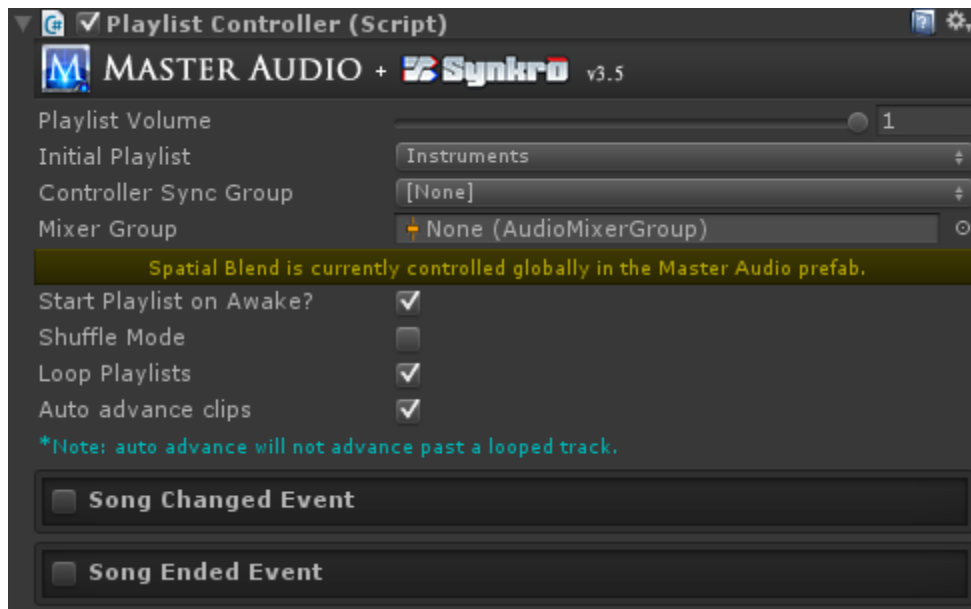 Playlist Controller (Script)
M MASTER AUDIO + Synkro v3.5
Playlist Volume 1
Initial Playlist Instruments
Controller Sync Group [None]
Mixer Group None (AudioMixerGroup)
Spatial Blend is currently controlled globally in the Master Audio prefab.
Start Playlist on Awake?
Shuffle Mode
Loop Playlists
Auto advance clips
*Note: auto advance will not advance past a looped track.
Song Changed Event
Song Ended Event